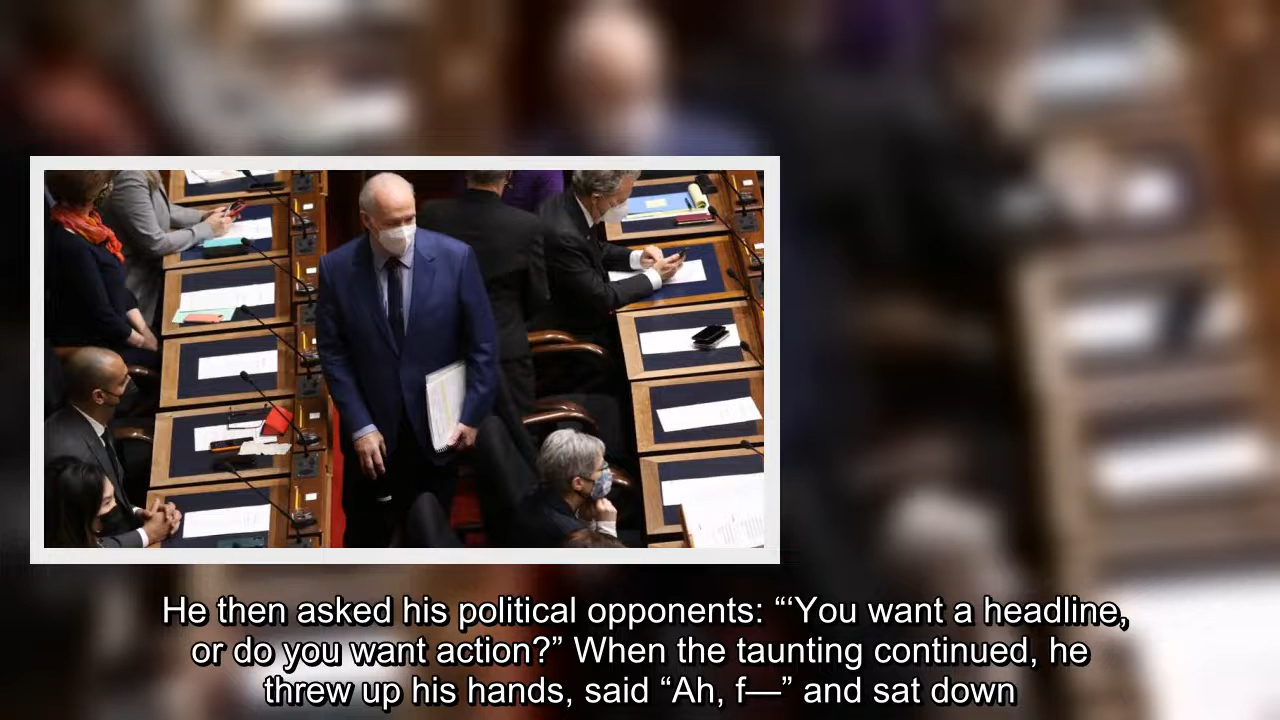 He then asked his political opponents: “‘You want a headline,
or do you want action?” When the taunting continued, he
threw up his hands, said “Ah, f—” and sat down